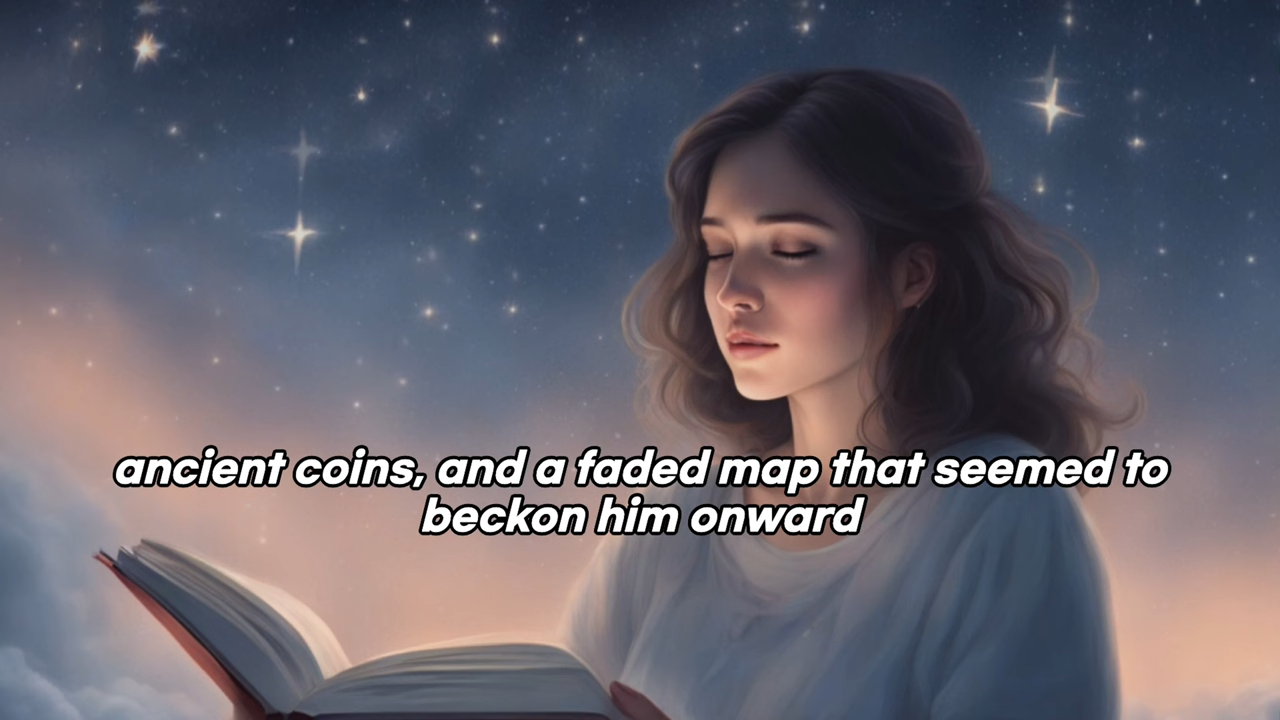 ancient coins, and a faded map that seemed to
beckon him onward